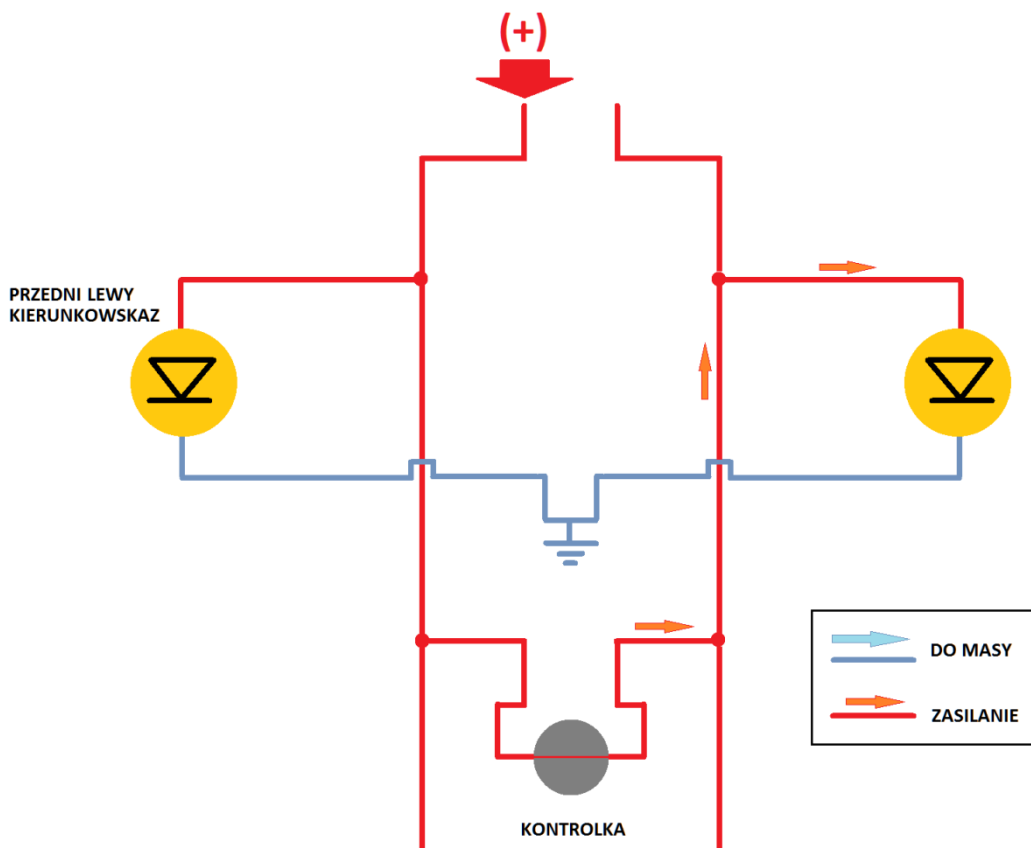 (+)
PRZEDNI LEWY
KIERUNKOWSKAZ
DO MASY
ZASILANIE
KONTROLKA